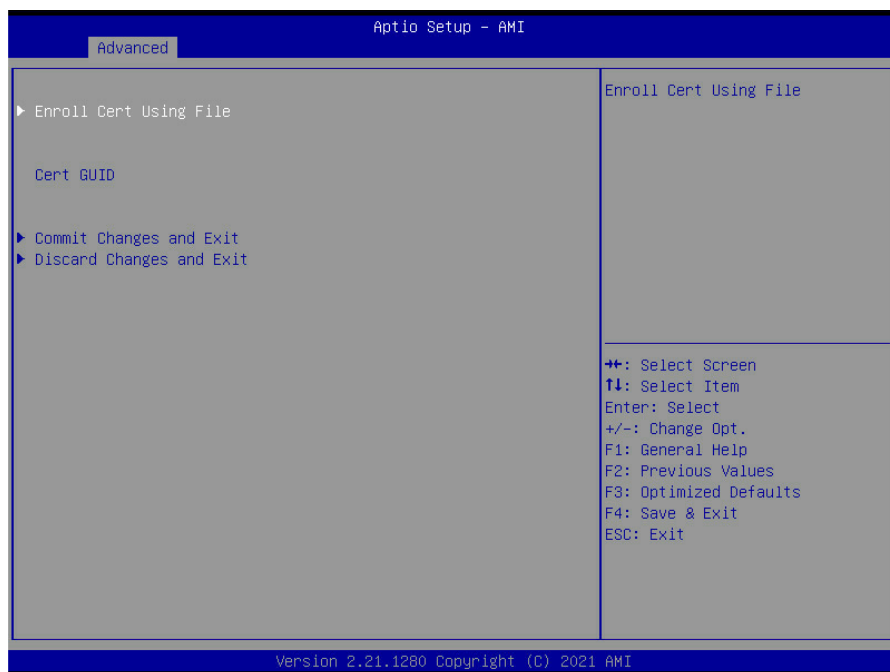 Aptio Setup – AMI
Advanced
Enroll Cert Using File
Cert GUID
Commit Changes and Exit
Discard Changes and Exit
Enroll Cert Using File
→←: Select Screen
↑↓: Select Item
Enter: Select
+/-: Change Opt.
F1: General Help
F2: Previous Values
F3: Optimized Defaults
F4: Save & Exit
ESC: Exit
Version 2.21.1280 Copyright (C) 2021 AMI